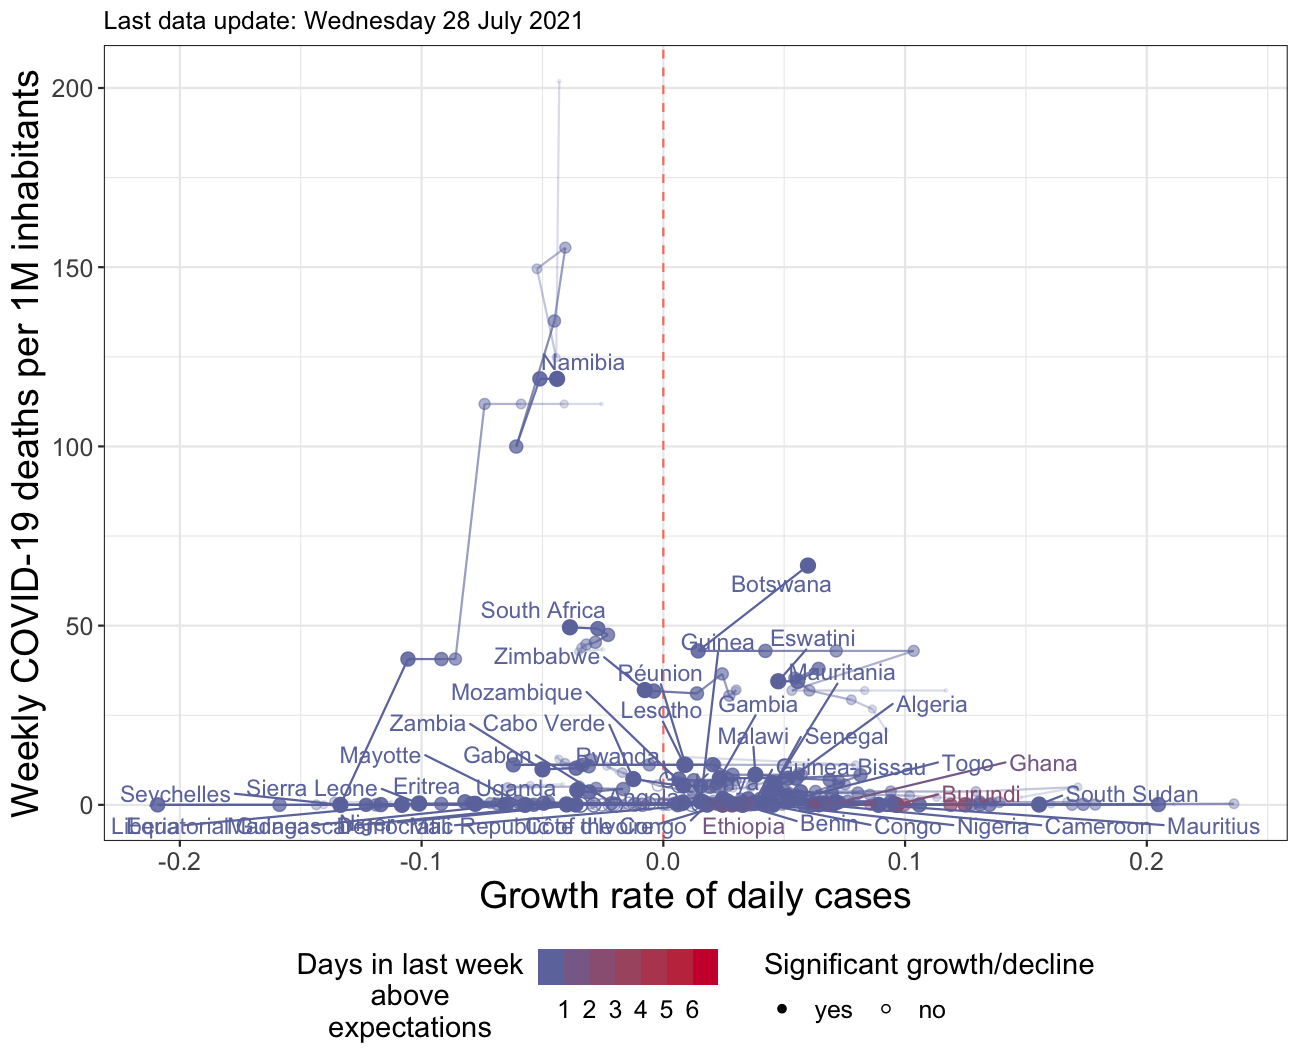 Last data update: Wednesday 28 July 2021
Weekly COVID-19 deaths per 1M inhabitants
200
150
100
50
0
Namibia
Botswana
South Africa
Guinea
Eswatini
Zimbabwe
Réunion
Mauritania
Mozambique
Lesotho
Gambia
Algeria
Zambia
Cabo Verde
Malawi
Senegal
Mayotte
Gabon
Rwanda
Guinea-Bissau
Togo
Ghana
Seychelles
Sierra Leone
Eritrea
Uganda
Angola
Burundi
South Sudan
Madagascar
Democratic Republic of the Congo
Mali
Côte d'Ivoire
Ethiopia
Benin
Congo
Nigeria
Cameroon
Mauritius
-0.2
-0.1
0.0
0.1
0.2
Growth rate of daily cases
Days in last week
above
expectations
1 2 3 4 5 6
Significant growth/decline
yes
no